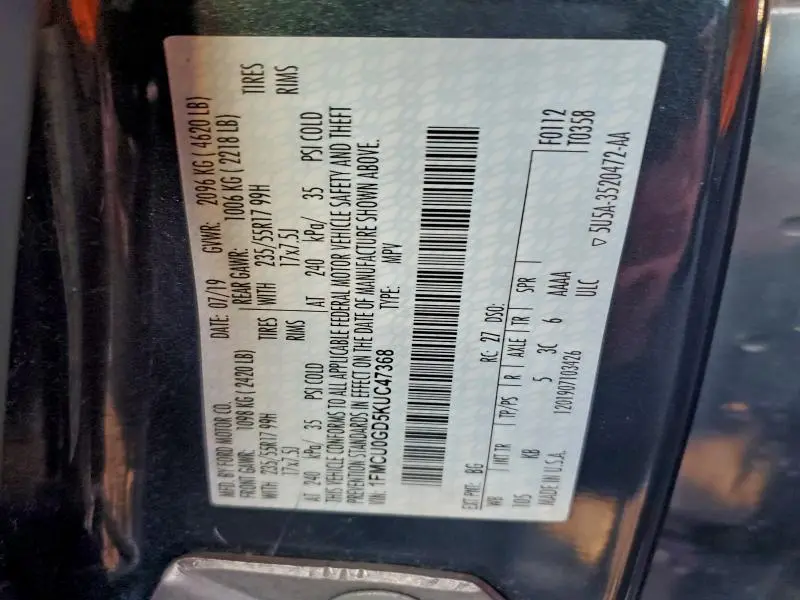 MFD. BY FORD MOTOR CO. DATE: 07/19 GVWR: 2096 KG ( 4620 LB)
FRONT GAWR: 1098 KG ( 2420 LB) REAR GAWR: 1006 KG ( 2218 LB)
WITH 235/55R17 99H TIRES WITH 235/55R17 99H TIRES
17x7.5J RIMS 17x7.5J RIMS
AT 240 kPa/ 35 PSI COLD AT 240 kPa/ 35 PSI COLD
THIS VEHICLE CONFORMS TO ALL APPLICABLE FEDERAL MOTOR VEHICLE SAFETY AND THEFT
PREVENTION STANDARDS IN EFFECT ON THE DATE OF MANUFACTURE SHOWN ABOVE.
VIN: 1FMCU0GD5KUC47368 TYPE: MPV
EXT PNT: BG RC: 27 DSO: F0112
WB INT TR TP/PS R AXLE TR SPR T0358
105 KB 5 3C 6 AAAA
MADE IN U.S.A. 1201907103426 ULC
▽ 5U5A-3520472-AA